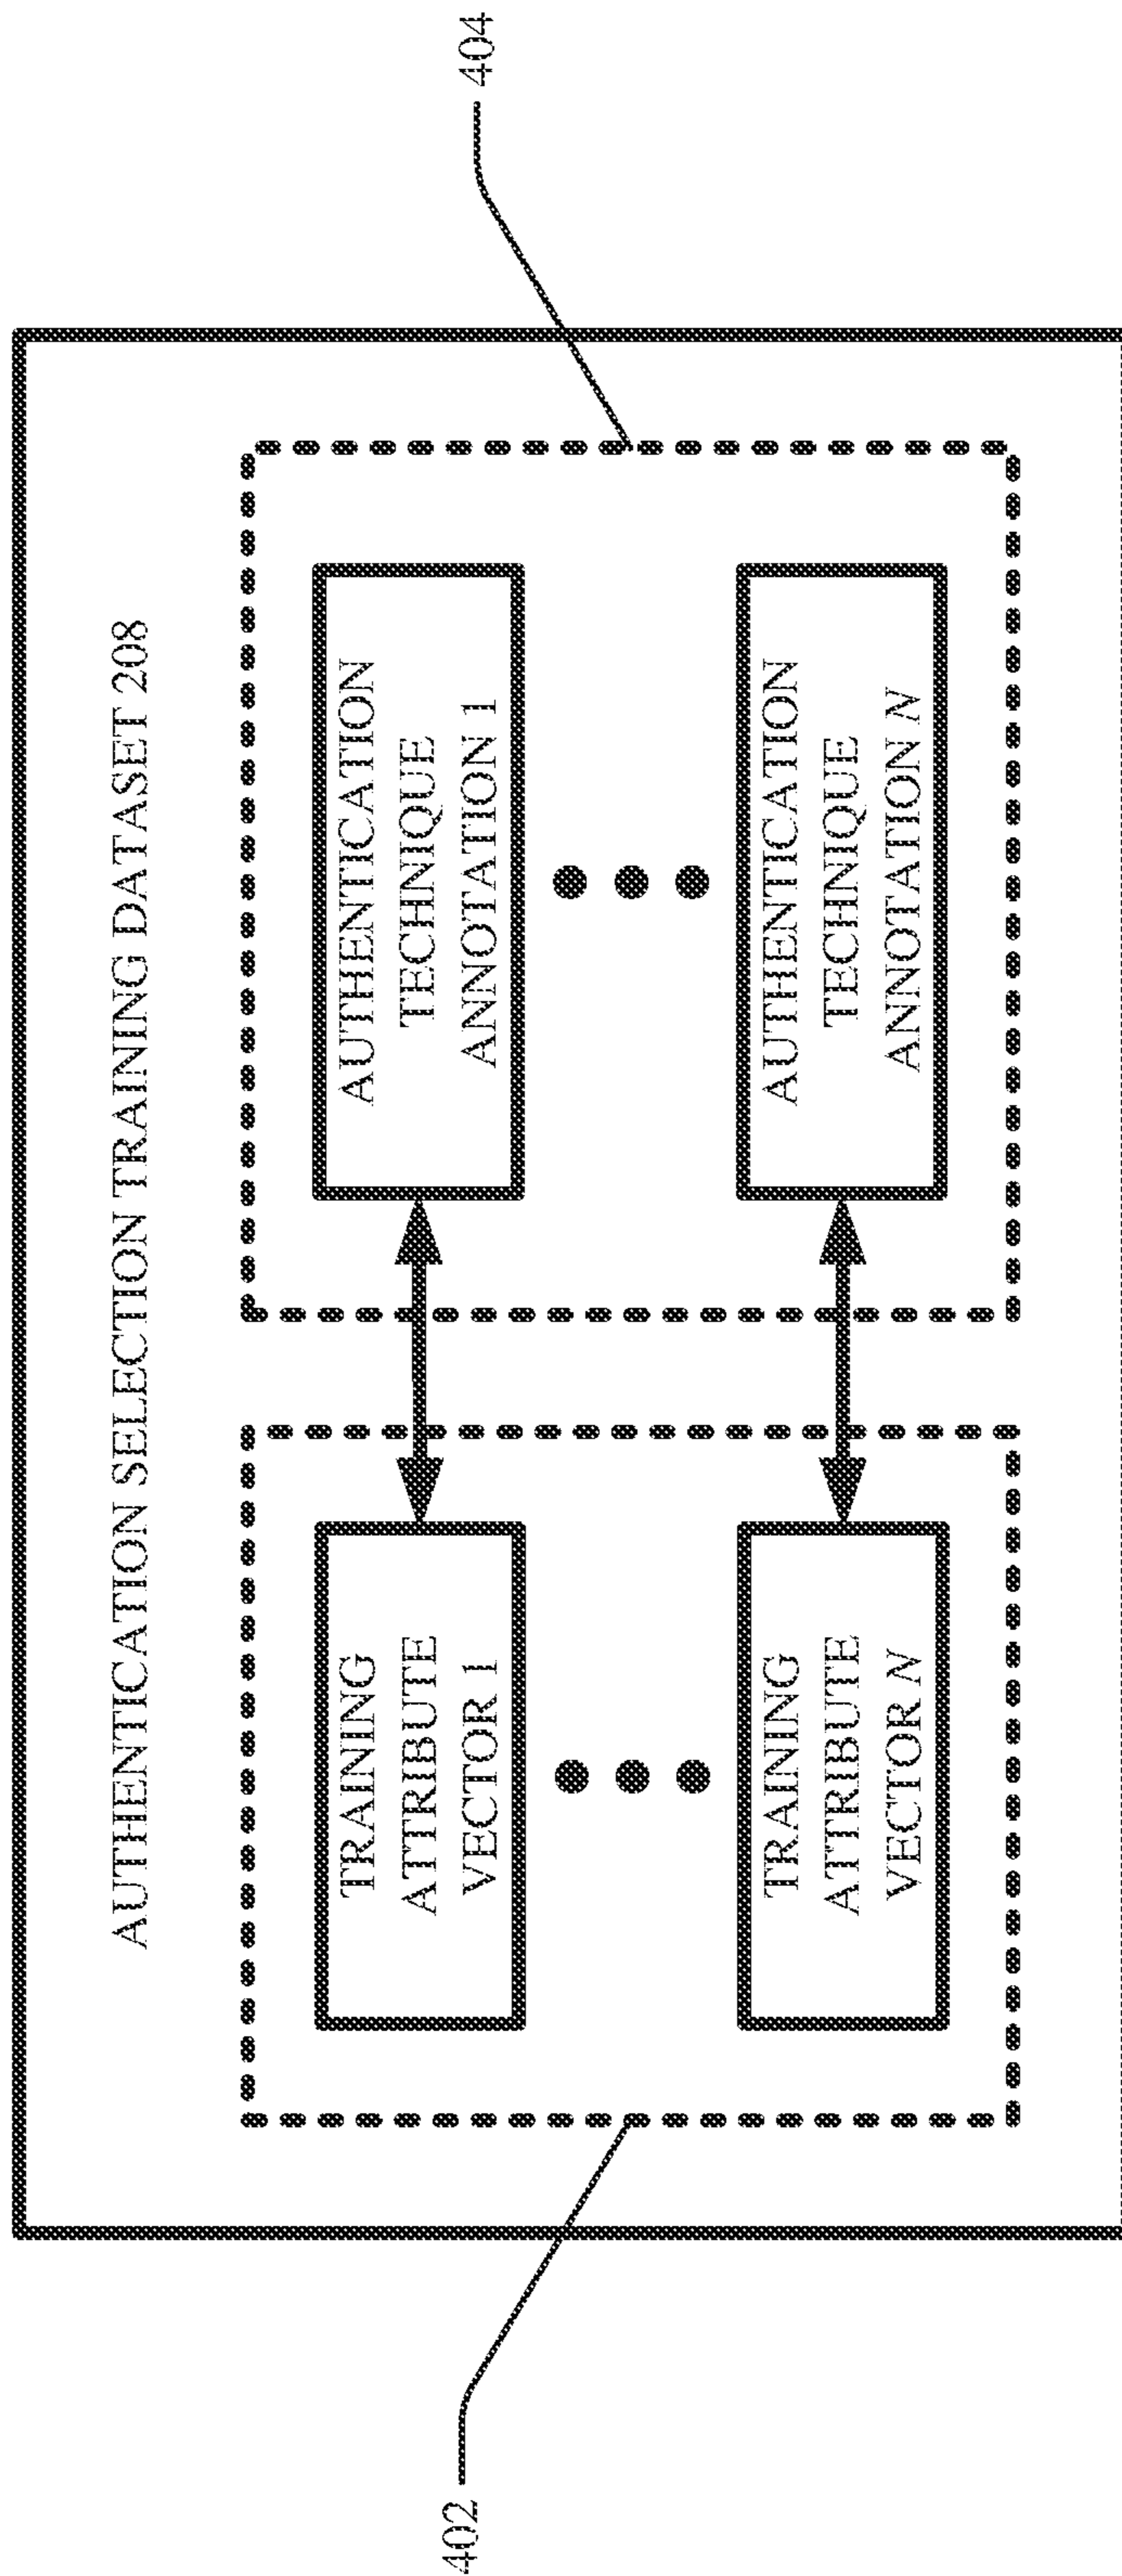 AUTHENTICATION SELECTION TRAINING DATASET 208
TRAINING
ATTRIBUTE
VECTOR 1
AUTHENTICATION
TECHNIQUE
ANNOTATION 1
TRAINING
ATTRIBUTE
VECTOR N
AUTHENTICATION
TECHNIQUE
ANNOTATION N
402
404